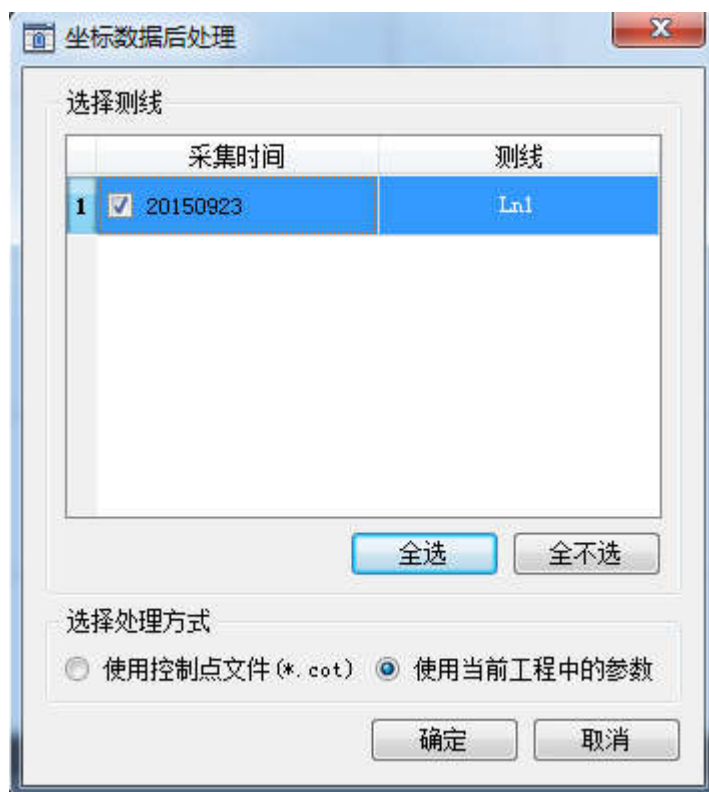 坐标数据后处理
选择测线
采集时间 测线
1 20150923 Ln1
全选 全不选
选择处理方式
使用控制点文件(*.cot) 使用当前工程中的参数
确定 取消